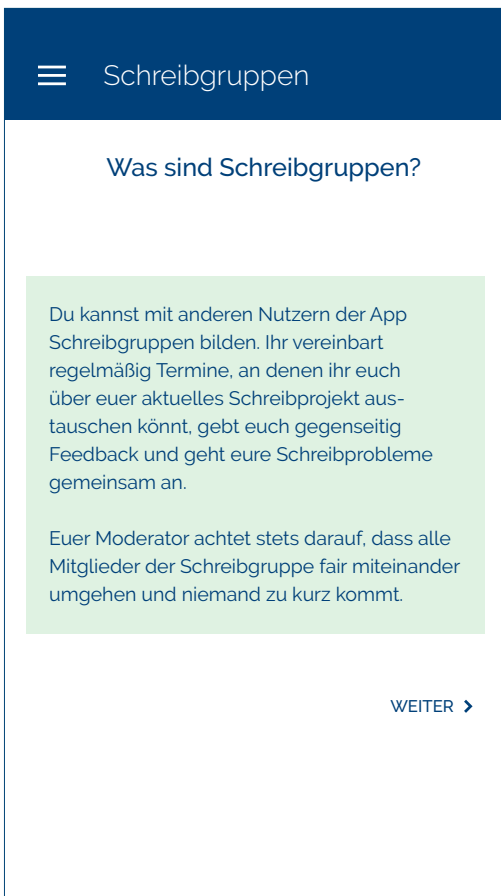 Schreibgruppen
Was sind Schreibgruppen?
Du kannst mit anderen Nutzern der App
Schreibgruppen bilden. Ihr vereinbart
regelmäßig Termine, an denen ihr euch
über euer aktuelles Schreibprojekt aus-
tauschen könnt, gebt euch gegenseitig
Feedback und geht eure Schreibprobleme
gemeinsam an.
Euer Moderator achtet stets darauf, dass alle
Mitglieder der Schreibgruppe fair miteinander
umgehen und niemand zu kurz kommt.
WEITER